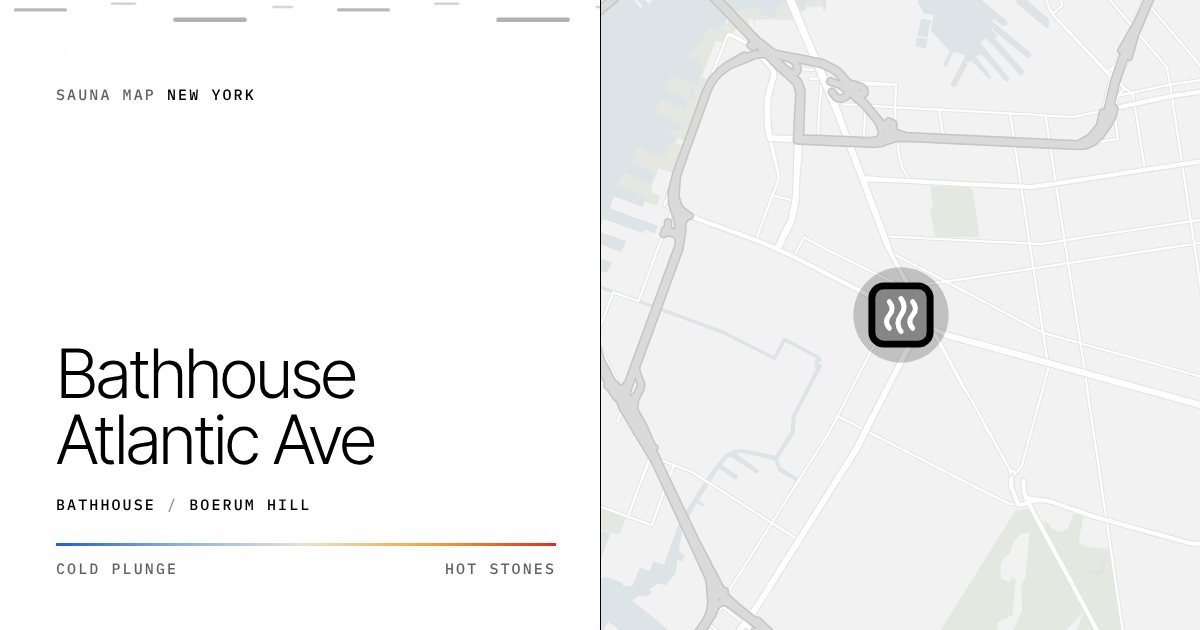 SAUNA MAP NEW YORK
Bathhouse
Atlantic Ave
BATHHOUSE / BOERUM HILL
COLD PLUNGE
HOT STONES